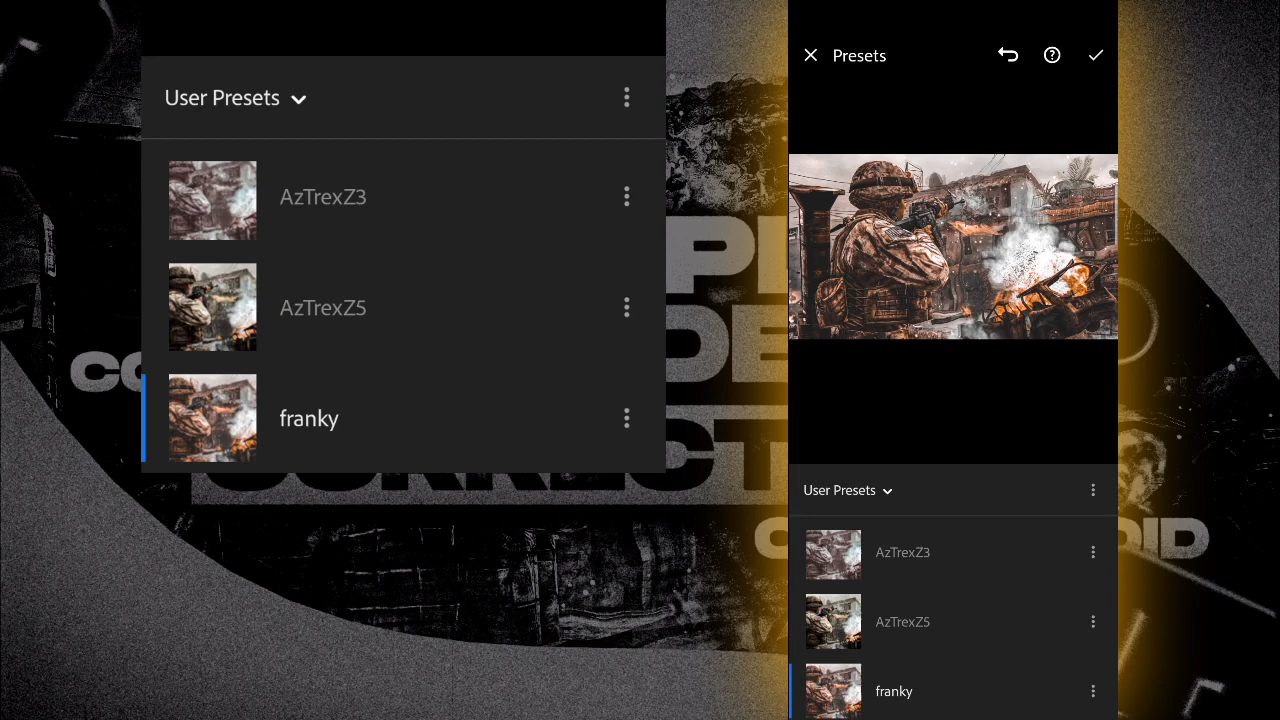 User Presets
AzTrexZ3
AzTrexZ5
franky
Presets
User Presets
AzTrexZ3
AzTrexZ5
franky